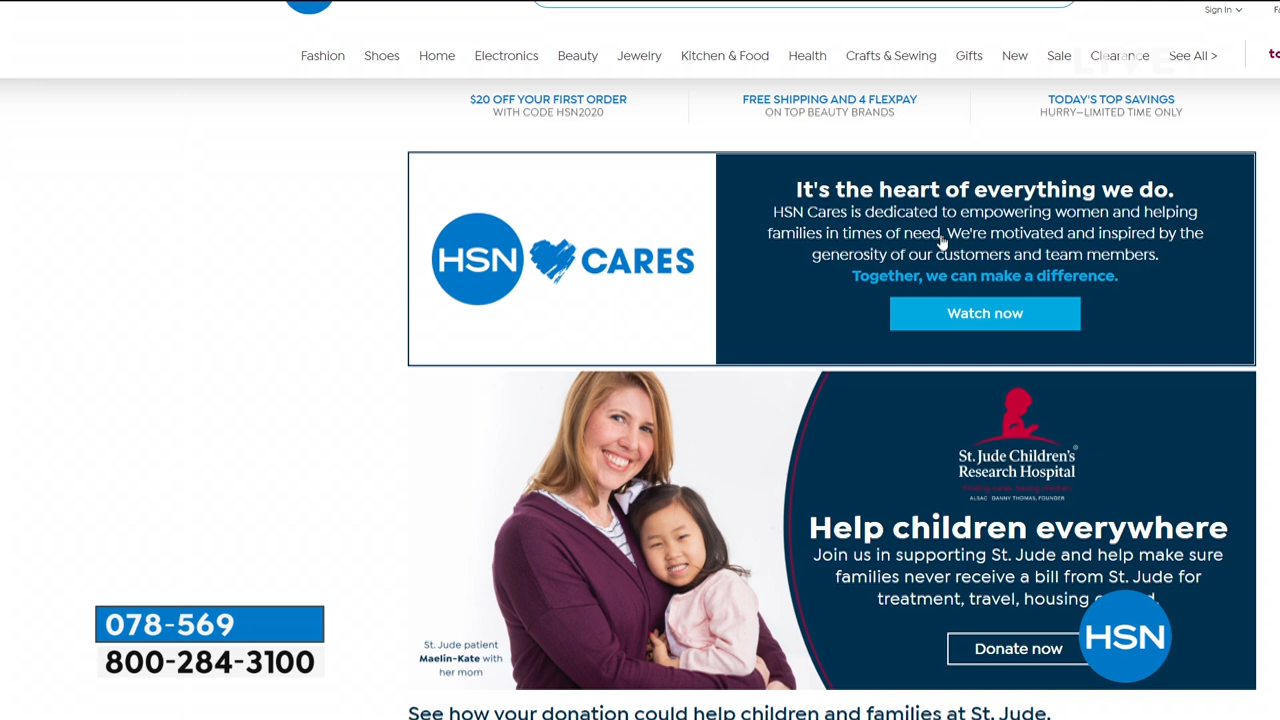 Sign In
Fashion Shoes Home Electronics Beauty Jewelry Kitchen & Food Health Crafts & Sewing Gifts New Sale Clearance See All >
LIVE
$20 OFF YOUR FIRST ORDER
WITH CODE HSN2020
FREE SHIPPING AND 4 FLEXPAY
ON TOP BEAUTY BRANDS
TODAY'S TOP SAVINGS
HURRY—LIMITED TIME ONLY
HSN CARES
It's the heart of everything we do.
HSN Cares is dedicated to empowering women and helping
families in times of need. We're motivated and inspired by the
generosity of our customers and team members.
Together, we can make a difference.
Watch now
St. Jude Children's
Research Hospital
ALSAC DANNY THOMAS, FOUNDER
Help children everywhere
Join us in supporting St. Jude and help make sure
families never receive a bill from St. Jude for
treatment, travel, housing
Donate now
HSN
St. Jude patient
Maelin-Kate with
her mom
078-569
800-284-3100
See how your donation could help children and families at St. Jude.